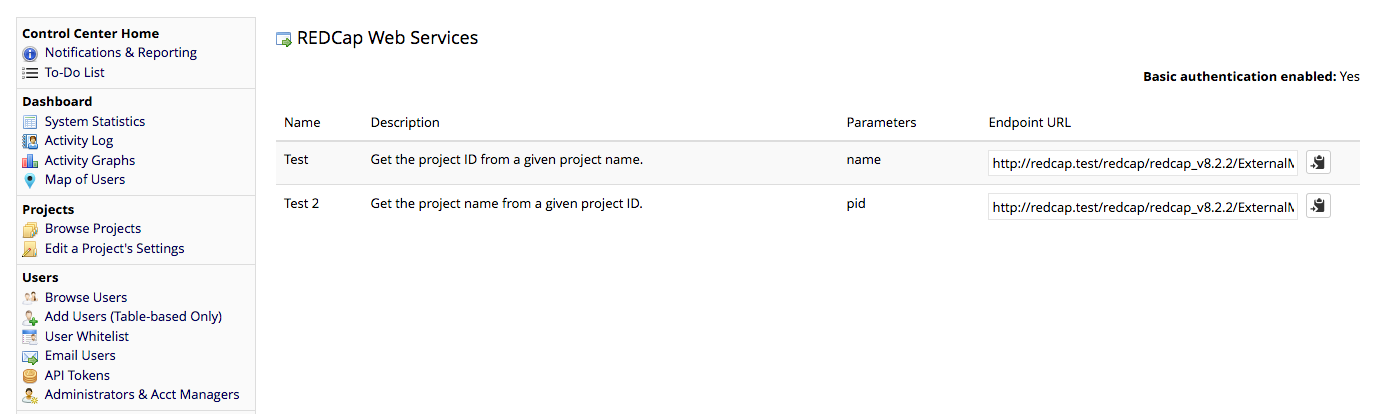 Control Center Home
Notifications & Reporting
To-Do List
Dashboard
System Statistics
Activity Log
Activity Graphs
Map of Users
Projects
Browse Projects
Edit a Project's Settings
Users
Browse Users
Add Users (Table-based Only)
User Whitelist
Email Users
API Tokens
Administrators & Acct Managers
REDCap Web Services
Basic authentication enabled: Yes
Name Description Parameters Endpoint URL
Test Get the project ID from a given project name. name http://redcap.test/redcap/redcap_v8.2.2/ExternalM
Test 2 Get the project name from a given project ID. pid http://redcap.test/redcap/redcap_v8.2.2/ExternalM